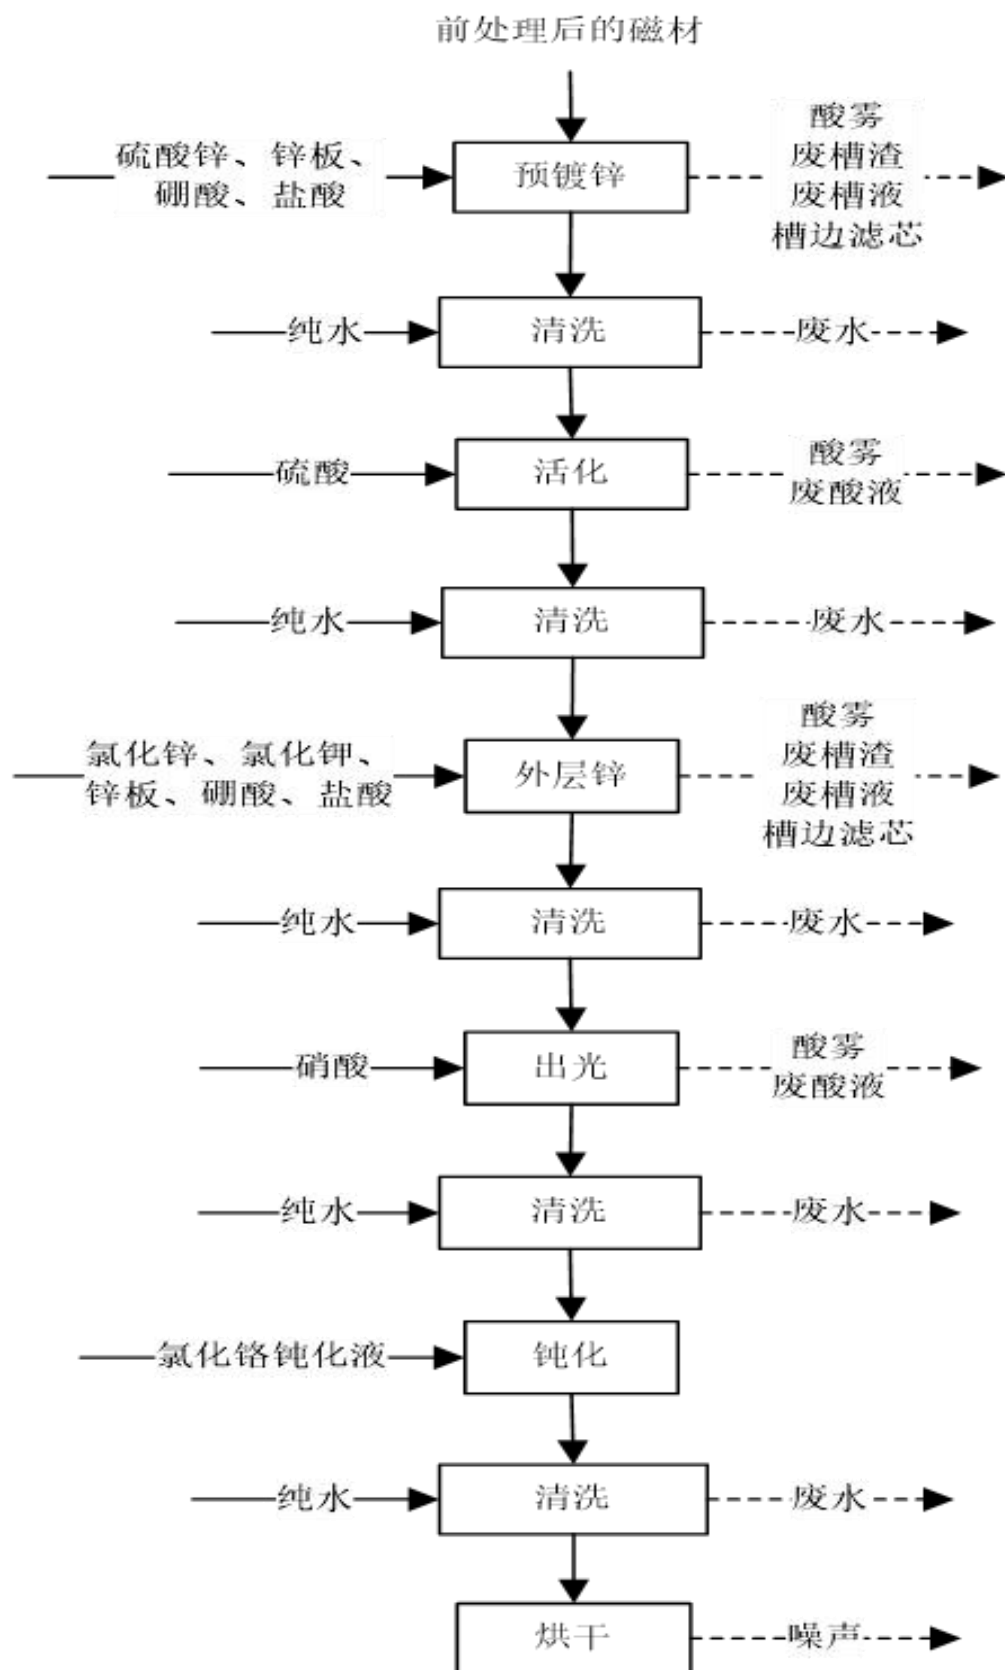 前处理后的磁材
酸雾
硫酸锌、锌板、
硼酸、盐酸
预镀锌
废槽渣
废槽液
槽边滤芯
纯水
清洗
废水
硫酸
活化
酸雾
废酸液
纯水
清洗
废水
氯化锌、氯化钾、
锌板、硼酸、盐酸
外层锌
酸雾
废槽渣
废槽液
槽边滤芯
纯水
清洗
废水
硝酸
出光
酸雾
废酸液
纯水
清洗
废水
氯化铬钝化液
钝化
纯水
清洗
废水
烘干
噪声